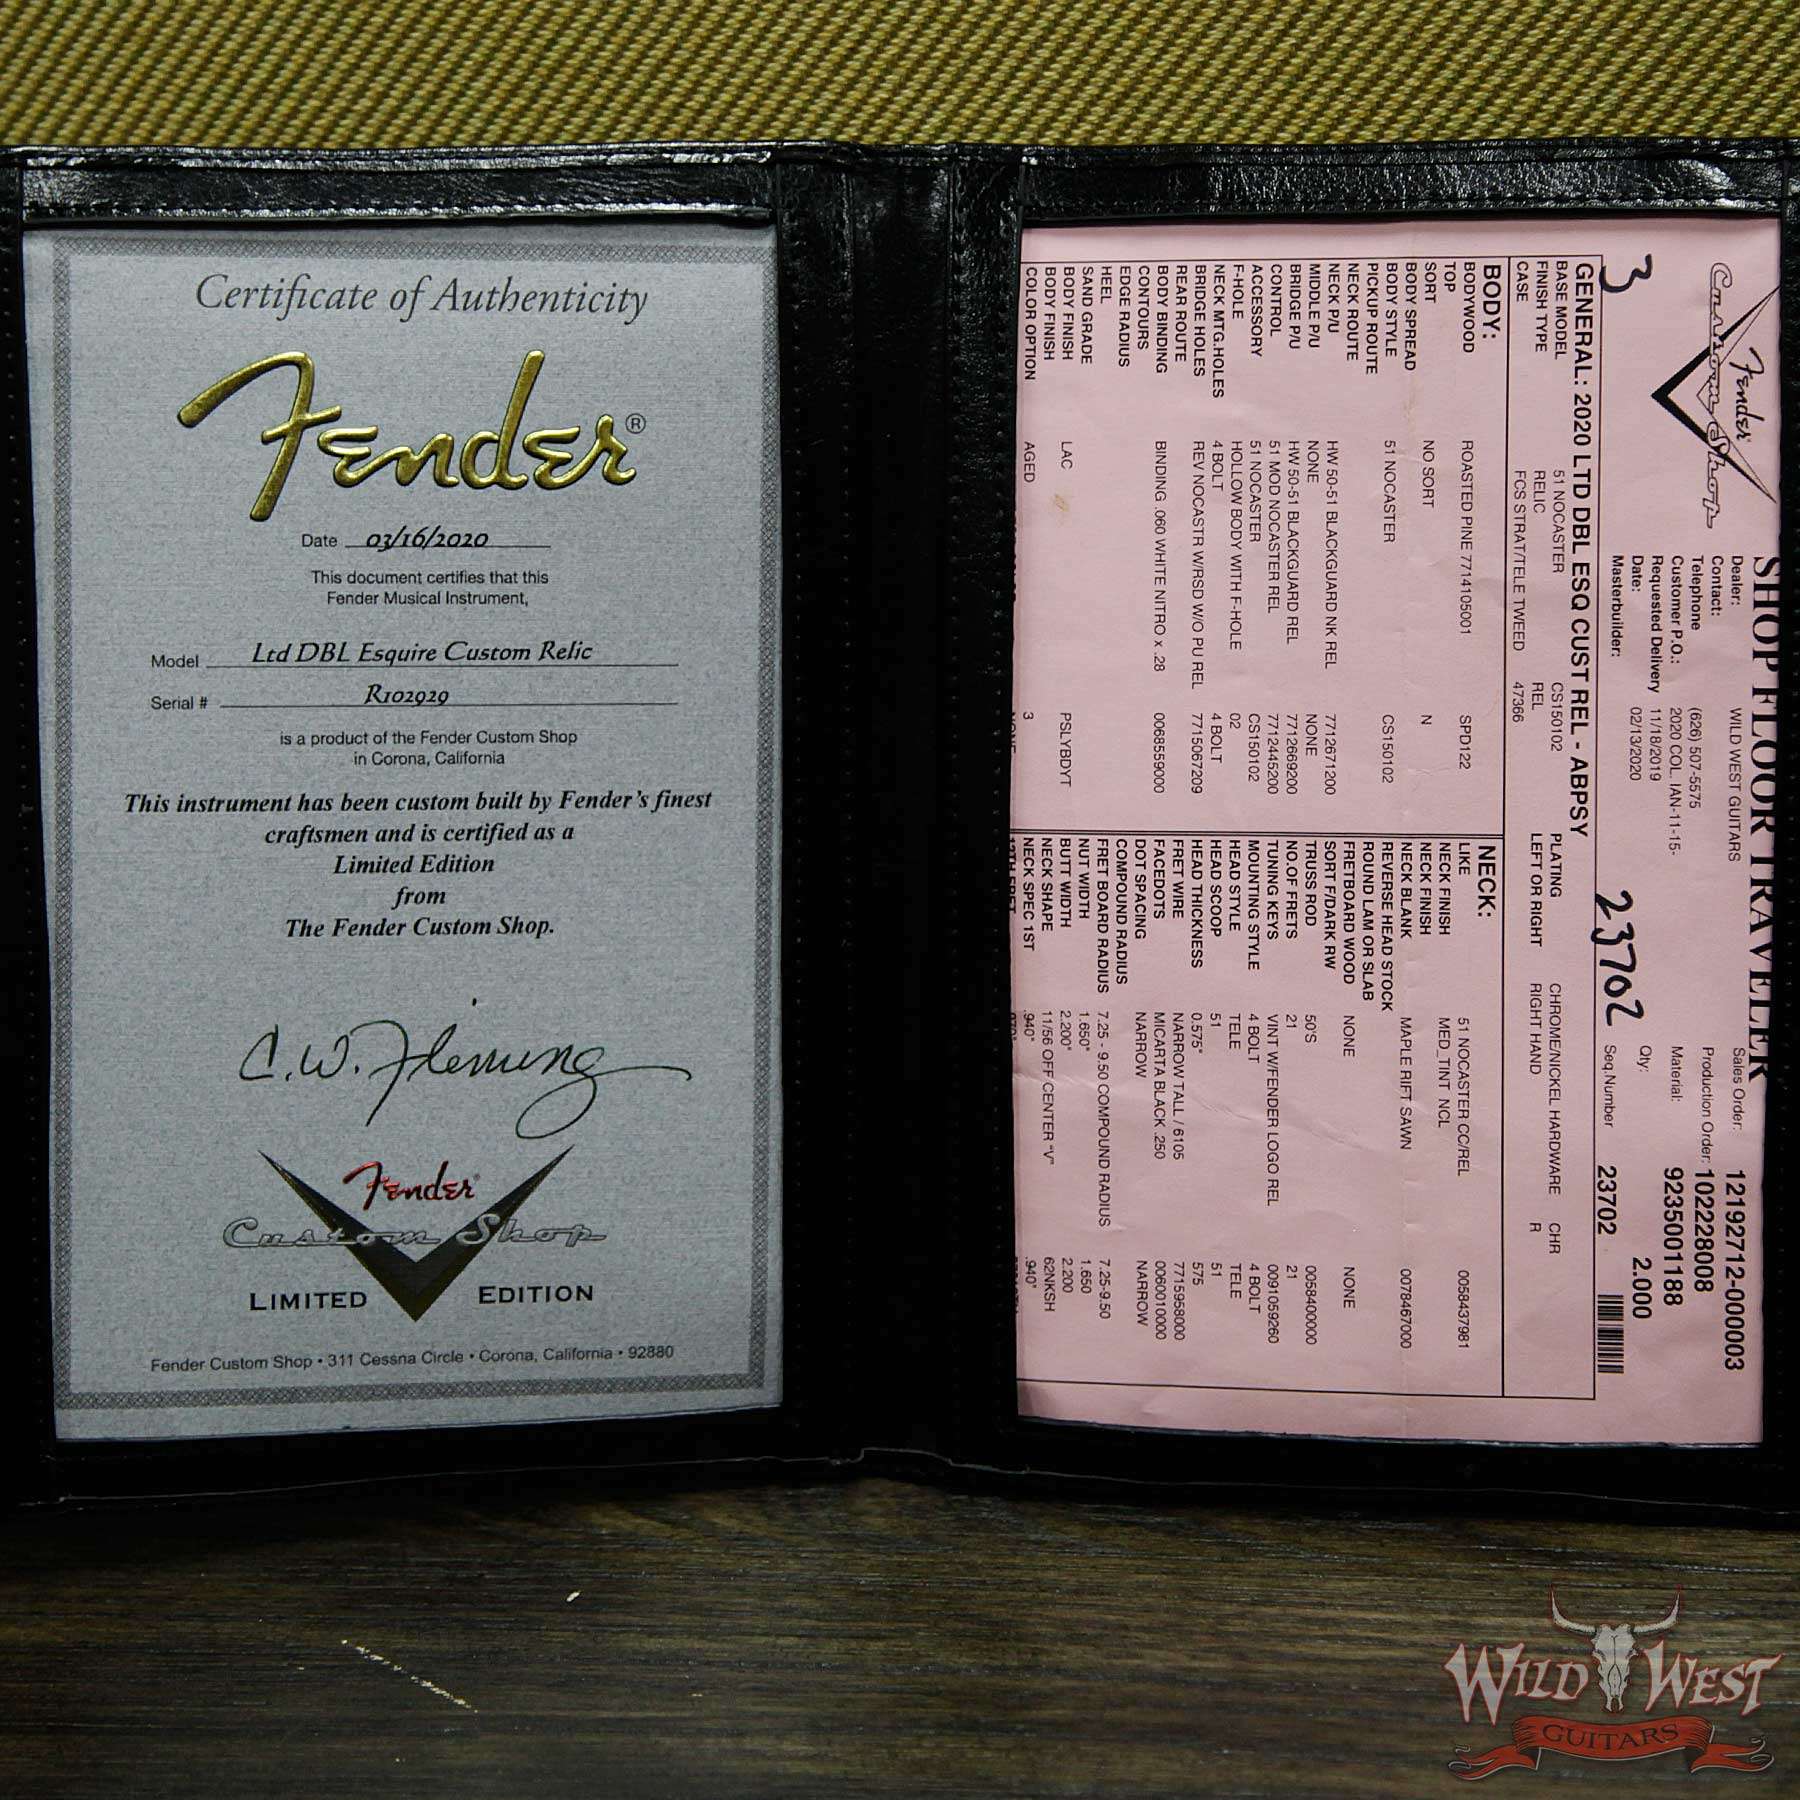 Certificate of Authenticity
Fender®
Date 03/16/2020
This document certifies that this
Fender Musical Instrument,
Model Ltd DBL Esquire Custom Relic
Serial # R102929
is a product of the Fender Custom Shop
in Corona, California
This instrument has been custom built by Fender's finest
craftsmen and is certified as a
Limited Edition
from
The Fender Custom Shop.
C.W. Fleming
Fender®
Custom Shop
LIMITED EDITION
Fender Custom Shop • 311 Cessna Circle • Corona, California • 92880
Fender
Custom Shop
SHOP FLOOR TRAVELER
Dealer: WILD WEST GUITARS
Contact:
Telephone (626) 507-5575
Customer P.O.: 2020 COL. IAN-11-15-
Requested Delivery 11/18/2019
Date: 02/13/2020
Masterbuilder:
Sales Order: 121927712-000003
Production Order: 102228008
Material: 9235001188
Qty: 2.000
Seq.Number 23702
3
23702
GENERAL: 2020 LTD DBL ESQ CUST REL - ABPSY
BASE MODEL 51 NOCASTER CS150102 PLATING CHROME/NICKEL HARDWARE CHR
FINISH TYPE RELIC REL LEFT OR RIGHT RIGHT HAND R
CASE FCS STRAT/TELE TWEED 47366
BODY:
BODYWOOD ROASTED PINE 7714105001 SPD122
TOP
SORT NO SORT N
BODY SPREAD
BODY STYLE 51 NOCASTER CS150102
PICKUP ROUTE
NECK ROUTE
NECK P/U HW 50-51 BLACKGUARD NK REL 7712671200
MIDDLE P/U NONE NONE
BRIDGE P/U HW 50-51 BLACKGUARD REL 7712669200
CONTROL 51 MOD NOCASTER REL 7712445200
ACCESSORY 51 NOCASTER CS150102
F-HOLE HOLLOW BODY WITH F-HOLE 02
NECK MTG.HOLES 4 BOLT 4 BOLT
BRIDGE HOLES REV NOCASTR W/RSD W/O PU REL 7715067209
REAR ROUTE
BODY BINDING BINDING .060 WHITE NITRO x .28 0068559000
CONTOURS
EDGE RADIUS
HEEL
SAND GRADE
BODY FINISH LAC PSLYBDYT
BODY FINISH
COLOR OPTION AGED 3
NECK:
LIKE 51 NOCASTER CC/REL 0058437981
NECK FINISH MED_TINT NCL
NECK FINISH
NECK BLANK MAPLE RIFT SAWN 0078467000
REVERSE HEAD STOCK
ROUND LAM OR SLAB
FRETBOARD WOOD NONE NONE
SORT F/DARK RW
TRUSS ROD 50'S 0058400000
NO.OF FRETS 21 21
TUNING KEYS VINT W/FENDER LOGO REL 0091059260
MOUNTING STYLE 4 BOLT 4 BOLT
HEAD STYLE TELE TELE
HEAD SCOOP 51 51
HEAD THICKNESS 0.575" 575
FRET WIRE NARROW TALL / 6105 7715958000
FACEDOTS MICARTA BLACK .250 0060010000
DOT SPACING NARROW NARROW
COMPOUND RADIUS
FRET BOARD RADIUS 7.25 - 9.50 COMPOUND RADIUS 7.25-9.50
NUT WIDTH 1.650" 1.650
BUTT WIDTH 2.200" 2.200
NECK SHAPE 11/56 OFF CENTER "V" 62NKSH
NECK SPEC 1ST .940" .940"
WILD WEST
GUITARS